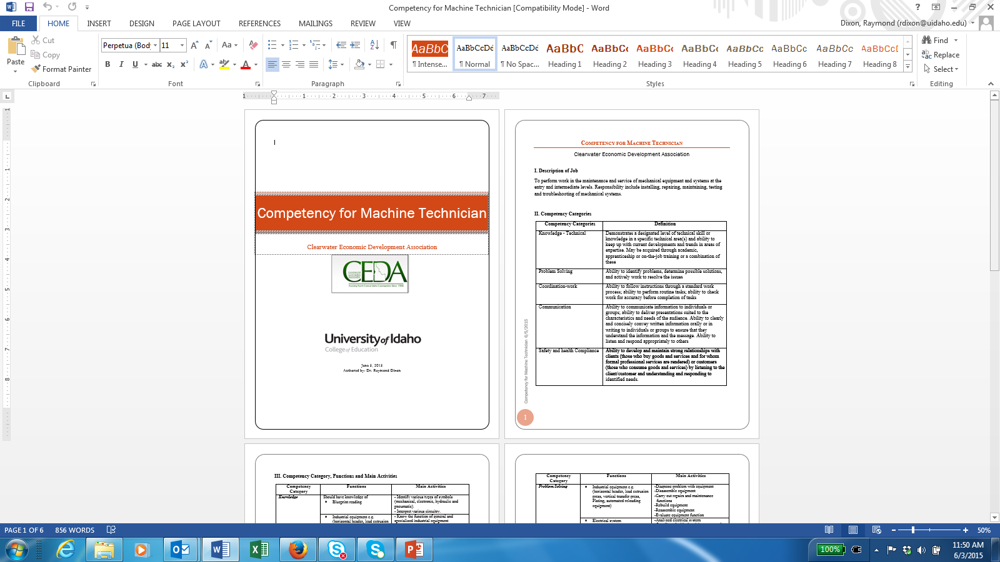 Competency for Machine Technician [Compatibility Mode] - Word
FILE HOME INSERT DESIGN PAGE LAYOUT REFERENCES MAILINGS REVIEW VIEW
Dixon, Raymond (rdixon@uidaho.edu)
Paste
Cut
Copy
Format Painter
Clipboard
Perpetua (Body 11
Font
Paragraph
AaBbC AaBbCcDd AaBbCcDd AaBbC AaBbCc AaBbCc AaBbCc AaBbCc AaBbCc AaBbCc AaBbCcD
¶ Intense... ¶ Normal ¶ No Spac... Heading 1 Heading 2 Heading 3 Heading 4 Heading 5 Heading 6 Heading 7 Heading 8
Styles
Find
Replace
Select
Editing
1 1 2 3 4 5 6 7
Competency for Machine Technician
Clearwater Economic Development Association
CEDA
University of Idaho
College of Education
June 5, 2015
Authored by: Dr. Raymond Dixon
Competency for Machine Technician
Clearwater Economic Development Association
I. Description of Job
To perform work in the maintenance and service of mechanical equipment and systems at the
entry and intermediate levels. Responsibility include installing, repairing, maintaining, testing
and troubleshooting of mechanical systems.
II. Competency Categories
Competency Categories Definition
Knowledge - Technical
Demonstrates a designated level of technical skill or
knowledge in a specific technical area(s) and ability to
keep up with current developments and trends in areas of
expertise. May be acquired through academic,
apprenticeship or on-the-job training or a combination of
these
Problem Solving
Ability to identify problems, determine possible solutions,
and actively work to resolve the issues
Coordination-work
Ability to follow instructions through a standard work
process; ability to perform routine tasks; ability to check
work for accuracy before completion of tasks
Communication
Ability to communicate information to individuals or
groups; ability to deliver presentations suited to the
characteristics and needs of the audience. Ability to clearly
and concisely convey written information orally or in
writing to individuals or groups to ensure that they
understand the information and the message. Ability to
listen and respond appropriately to others
Safety and health Compliance
Ability to develop and maintain strong relationships with
clients (those who buy goods and services and for whom
formal professional services are rendered) or customers
(those who consume goods and services) by listening to the
client/customer and understanding and responding to
identified needs.
Competency for Machine Technician 6/5/2015
1
III. Competency Category, Functions and Main Activities
Competency
Category
Functions
Main Activities
Knowledge
Should have knowledge of
• Blueprint reading
- Identify various types of symbols
(mechanical, electronic, hydraulic and
pneumatic).
- Interpret various circuitry.
• Industrial equipment e.g.
(horizontal header, lead extrusion
- Know the function of general and
specialized industrial equipment
Competency
Category
Functions
Main Activities
Problem Solving
• Industrial equipment e.g.
(horizontal header, lead extrusion
press, vertical transfer press,
Plating, automated reloading
equipment)
-Diagnose problem with equipment
-Disassemble equipment
-Carry out repairs and maintenance
functions
-Rebuild equipment
-Reassemble equipment
-Evaluate equipment function
• Electrical system
-Analyzed electrical system
PAGE 1 OF 6 856 WORDS
50%
100%
11:50 AM
6/3/2015